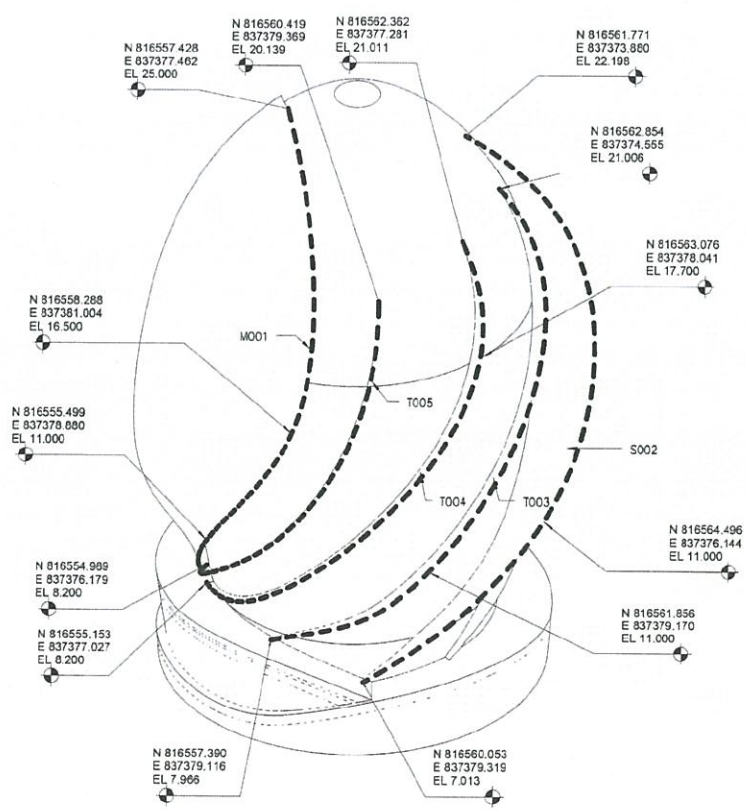 N 816560.419
E 837379.369
EL 20.139
N 816562.362
E 837377.281
EL 21.011
N 816557.428
E 837377.462
EL 25.000
N 816561.771
E 837373.880
EL 22.198
N 816562.854
E 837374.555
EL 21.006
N 816563.076
E 837378.041
EL 17.700
N 816558.288
E 837381.004
EL 16.500
M001
T005
N 816555.499
E 837378.880
EL 11.000
S002
T004
T003
N 816564.496
E 837376.144
EL 11.000
N 816554.989
E 837376.179
EL 8.200
N 816561.856
E 837379.170
EL 11.000
N 816555.153
E 837377.027
EL 8.200
N 816557.390
E 837379.116
EL 7.966
N 816560.053
E 837379.319
EL 7.013